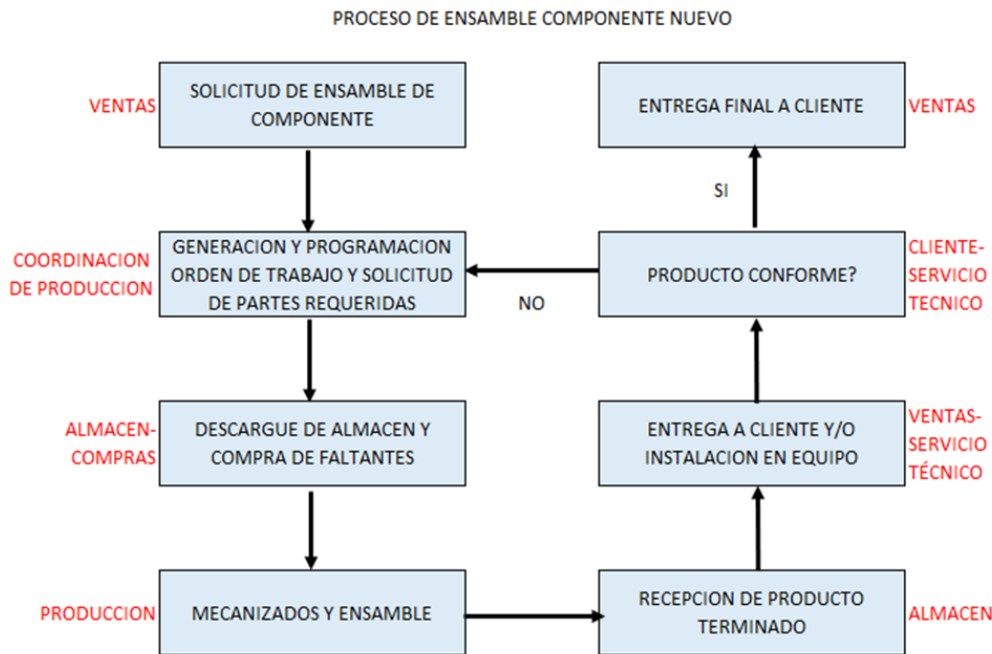 PROCESO DE ENSAMBLE COMPONENTE NUEVO
VENTAS
SOLICITUD DE ENSAMBLE DE
COMPONENTE
COORDINACION
DE PRODUCCION
GENERACION Y PROGRAMACION
ORDEN DE TRABAJO Y SOLICITUD
DE PARTES REQUERIDAS
ALMACEN-
COMPRAS
DESCARGUE DE ALMACEN Y
COMPRA DE FALTANTES
PRODUCCION
MECANIZADOS Y ENSAMBLE
RECEPCION DE PRODUCTO
TERMINADO
ALMACEN
ENTREGA A CLIENTE Y/O
INSTALACION EN EQUIPO
VENTAS-
SERVICIO
TÉCNICO
PRODUCTO CONFORME?
CLIENTE-
SERVICIO
TECNICO
NO
SI
ENTREGA FINAL A CLIENTE
VENTAS